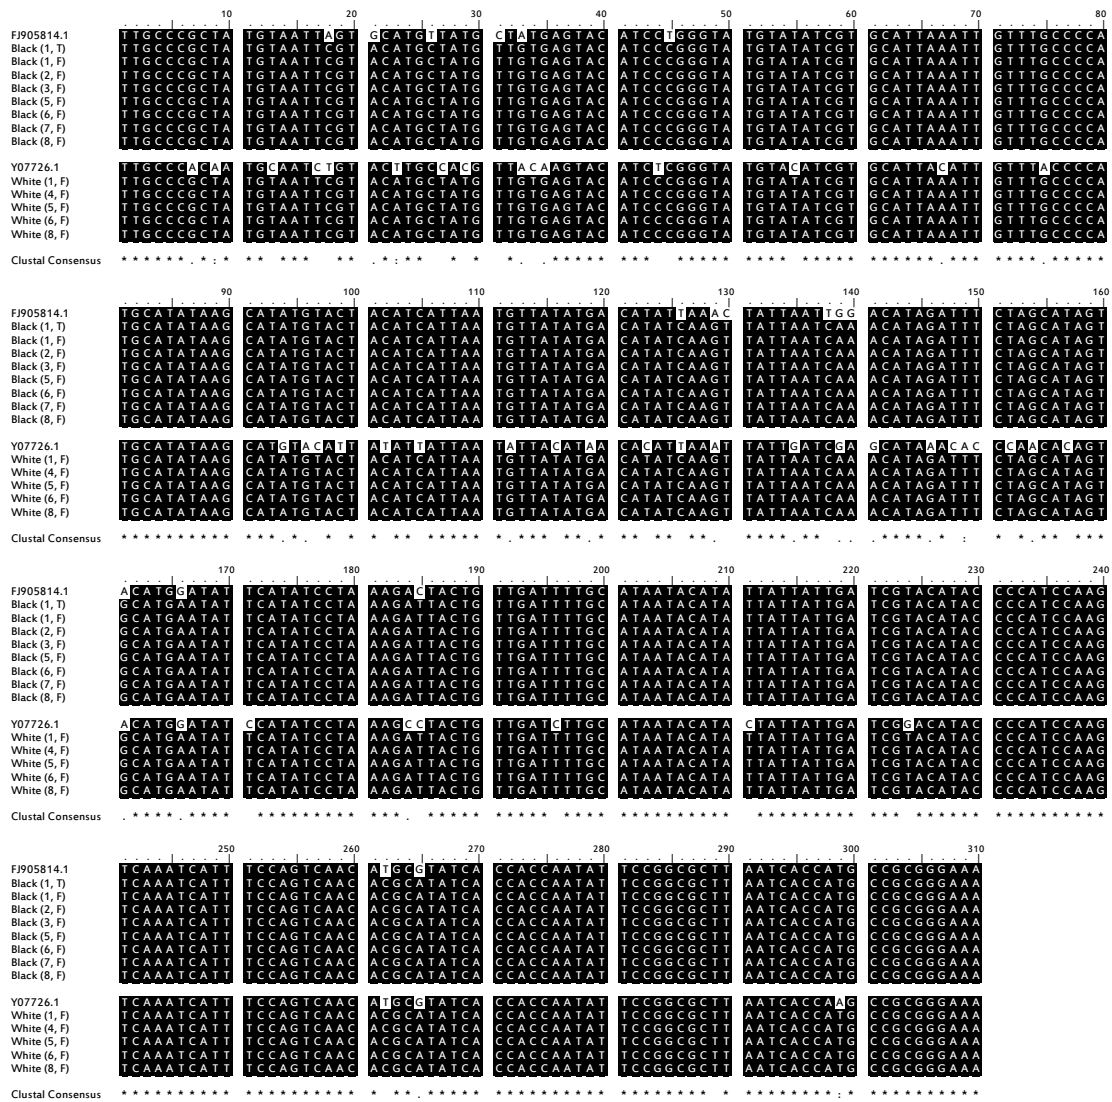 10 20 30 40 50 60 70 80
FJ905814.1 TTGCCCGCTA TGTAATTAGT GCATGTTATG CTATGAGTAC ATCCTGGGTA TGTATATCGT GCATTAAATT GTTTGCCCCA
Black (1, T) TTGCCCGCTA TGTAATTCGT ACATGCTATG TTGTGAGTAC ATCCCGGGTA TGTATATCGT GCATTAAATT GTTTGCCCCA
Black (1, F) TTGCCCGCTA TGTAATTCGT ACATGCTATG TTGTGAGTAC ATCCCGGGTA TGTATATCGT GCATTAAATT GTTTGCCCCA
Black (2, F) TTGCCCGCTA TGTAATTCGT ACATGCTATG TTGTGAGTAC ATCCCGGGTA TGTATATCGT GCATTAAATT GTTTGCCCCA
Black (3, F) TTGCCCGCTA TGTAATTCGT ACATGCTATG TTGTGAGTAC ATCCCGGGTA TGTATATCGT GCATTAAATT GTTTGCCCCA
Black (5, F) TTGCCCGCTA TGTAATTCGT ACATGCTATG TTGTGAGTAC ATCCCGGGTA TGTATATCGT GCATTAAATT GTTTGCCCCA
Black (6, F) TTGCCCGCTA TGTAATTCGT ACATGCTATG TTGTGAGTAC ATCCCGGGTA TGTATATCGT GCATTAAATT GTTTGCCCCA
Black (7, F) TTGCCCGCTA TGTAATTCGT ACATGCTATG TTGTGAGTAC ATCCCGGGTA TGTATATCGT GCATTAAATT GTTTGCCCCA
Black (8, F) TTGCCCGCTA TGTAATTCGT ACATGCTATG TTGTGAGTAC ATCCCGGGTA TGTATATCGT GCATTAAATT GTTTGCCCCA
Y07726.1 TTGCCCACAA TGCAATCTGT ACTTGCCACG TTACAAGTAC ATCTCGGGTA TGTACATCGT GCATTACATT GTTTACCCCA
White (1, F) TTGCCCGCTA TGTAATTCGT ACATGCTATG TTGTGAGTAC ATCCCGGGTA TGTATATCGT GCATTAAATT GTTTGCCCCA
White (4, F) TTGCCCGCTA TGTAATTCGT ACATGCTATG TTGTGAGTAC ATCCCGGGTA TGTATATCGT GCATTAAATT GTTTGCCCCA
White (5, F) TTGCCCGCTA TGTAATTCGT ACATGCTATG TTGTGAGTAC ATCCCGGGTA TGTATATCGT GCATTAAATT GTTTGCCCCA
White (6, F) TTGCCCGCTA TGTAATTCGT ACATGCTATG TTGTGAGTAC ATCCCGGGTA TGTATATCGT GCATTAAATT GTTTGCCCCA
White (8, F) TTGCCCGCTA TGTAATTCGT ACATGCTATG TTGTGAGTAC ATCCCGGGTA TGTATATCGT GCATTAAATT GTTTGCCCCA
Clustal Consensus ******.*:* ** *** ** .*:** * * *. .***** *** ***** **** ***** ******.*** ****.*****
90 100 110 120 130 140 150 160
FJ905814.1 TGCATATAAG CATATGTACT ACATCATTAA TGTTATATGA CATATTAAAC TATTAATTGG ACATAGATTT CTAGCATAGT
Black (1, T) TGCATATAAG CATATGTACT ACATCATTAA TGTTATATGA CATATCAAGT TATTAATCAA ACATAGATTT CTAGCATAGT
Black (1, F) TGCATATAAG CATATGTACT ACATCATTAA TGTTATATGA CATATCAAGT TATTAATCAA ACATAGATTT CTAGCATAGT
Black (2, F) TGCATATAAG CATATGTACT ACATCATTAA TGTTATATGA CATATCAAGT TATTAATCAA ACATAGATTT CTAGCATAGT
Black (3, F) TGCATATAAG CATATGTACT ACATCATTAA TGTTATATGA CATATCAAGT TATTAATCAA ACATAGATTT CTAGCATAGT
Black (5, F) TGCATATAAG CATATGTACT ACATCATTAA TGTTATATGA CATATCAAGT TATTAATCAA ACATAGATTT CTAGCATAGT
Black (6, F) TGCATATAAG CATATGTACT ACATCATTAA TGTTATATGA CATATCAAGT TATTAATCAA ACATAGATTT CTAGCATAGT
Black (7, F) TGCATATAAG CATATGTACT ACATCATTAA TGTTATATGA CATATCAAGT TATTAATCAA ACATAGATTT CTAGCATAGT
Black (8, F) TGCATATAAG CATATGTACT ACATCATTAA TGTTATATGA CATATCAAGT TATTAATCAA ACATAGATTT CTAGCATAGT
Y07726.1 TGCATATAAG CATGTACATT ATATTATTAA TATTACATAA CACATTAAAT TATTGATCGA GCATAAACAC CCAACACAGT
White (1, F) TGCATATAAG CATATGTACT ACATCATTAA TGTTATATGA CATATCAAGT TATTAATCAA ACATAGATTT CTAGCATAGT
White (4, F) TGCATATAAG CATATGTACT ACATCATTAA TGTTATATGA CATATCAAGT TATTAATCAA ACATAGATTT CTAGCATAGT
White (5, F) TGCATATAAG CATATGTACT ACATCATTAA TGTTATATGA CATATCAAGT TATTAATCAA ACATAGATTT CTAGCATAGT
White (6, F) TGCATATAAG CATATGTACT ACATCATTAA TGTTATATGA CATATCAAGT TATTAATCAA ACATAGATTT CTAGCATAGT
White (8, F) TGCATATAAG CATATGTACT ACATCATTAA TGTTATATGA CATATCAAGT TATTAATCAA ACATAGATTT CTAGCATAGT
Clustal Consensus ********** ***.*. * * * ** ***** *.*** **.* ** ** **. ****.** .. .****.* : * *.** ***
170 180 190 200 210 220 230 240
FJ905814.1 ACATGGATAT TCATATCCTA AAGACTACTG TTGATTTTGC ATAATACATA TTATTATTGA TCGTACATAC CCCATCCAAG
Black (1, T) GCATGAATAT TCATATCCTA AAGATTACTG TTGATTTTGC ATAATACATA TTATTATTGA TCGTACATAC CCCATCCAAG
Black (1, F) GCATGAATAT TCATATCCTA AAGATTACTG TTGATTTTGC ATAATACATA TTATTATTGA TCGTACATAC CCCATCCAAG
Black (2, F) GCATGAATAT TCATATCCTA AAGATTACTG TTGATTTTGC ATAATACATA TTATTATTGA TCGTACATAC CCCATCCAAG
Black (3, F) GCATGAATAT TCATATCCTA AAGATTACTG TTGATTTTGC ATAATACATA TTATTATTGA TCGTACATAC CCCATCCAAG
Black (5, F) GCATGAATAT TCATATCCTA AAGATTACTG TTGATTTTGC ATAATACATA TTATTATTGA TCGTACATAC CCCATCCAAG
Black (6, F) GCATGAATAT TCATATCCTA AAGATTACTG TTGATTTTGC ATAATACATA TTATTATTGA TCGTACATAC CCCATCCAAG
Black (7, F) GCATGAATAT TCATATCCTA AAGATTACTG TTGATTTTGC ATAATACATA TTATTATTGA TCGTACATAC CCCATCCAAG
Black (8, F) GCATGAATAT TCATATCCTA AAGATTACTG TTGATTTTGC ATAATACATA TTATTATTGA TCGTACATAC CCCATCCAAG
Y07726.1 ACATGGATAT CCATATCCTA AAGCCTACTG TTGATCTTGC ATAATACATA CTATTATTGA TCGGACATAC CCCATCCAAG
White (1, F) GCATGAATAT TCATATCCTA AAGATTACTG TTGATTTTGC ATAATACATA TTATTATTGA TCGTACATAC CCCATCCAAG
White (4, F) GCATGAATAT TCATATCCTA AAGATTACTG TTGATTTTGC ATAATACATA TTATTATTGA TCGTACATAC CCCATCCAAG
White (5, F) GCATGAATAT TCATATCCTA AAGATTACTG TTGATTTTGC ATAATACATA TTATTATTGA TCGTACATAC CCCATCCAAG
White (6, F) GCATGAATAT TCATATCCTA AAGATTACTG TTGATTTTGC ATAATACATA TTATTATTGA TCGTACATAC CCCATCCAAG
White (8, F) GCATGAATAT TCATATCCTA AAGATTACTG TTGATTTTGC ATAATACATA TTATTATTGA TCGTACATAC CCCATCCAAG
Clustal Consensus .****.**** ********* ***. ***** ***** **** ********** ********* *** ****** **********
250 260 270 280 290 300 310
FJ905814.1 TCAAATCATT TCCAGTCAAC ATGCGTATCA CCACCAATAT TCCGGCGCTT AATCACCATG CCGCGGGAAA
Black (1, T) TCAAATCATT TCCAGTCAAC ACGCATATCA CCACCAATAT TCCGGCGCTT AATCACCATG CCGCGGGAAA
Black (1, F) TCAAATCATT TCCAGTCAAC ACGCATATCA CCACCAATAT TCCGGCGCTT AATCACCATG CCGCGGGAAA
Black (2, F) TCAAATCATT TCCAGTCAAC ACGCATATCA CCACCAATAT TCCGGCGCTT AATCACCATG CCGCGGGAAA
Black (3, F) TCAAATCATT TCCAGTCAAC ACGCATATCA CCACCAATAT TCCGGCGCTT AATCACCATG CCGCGGGAAA
Black (5, F) TCAAATCATT TCCAGTCAAC ACGCATATCA CCACCAATAT TCCGGCGCTT AATCACCATG CCGCGGGAAA
Black (6, F) TCAAATCATT TCCAGTCAAC ACGCATATCA CCACCAATAT TCCGGCGCTT AATCACCATG CCGCGGGAAA
Black (7, F) TCAAATCATT TCCAGTCAAC ACGCATATCA CCACCAATAT TCCGGCGCTT AATCACCATG CCGCGGGAAA
Black (8, F) TCAAATCATT TCCAGTCAAC ACGCATATCA CCACCAATAT TCCGGCGCTT AATCACCATG CCGCGGGAAA
Y07726.1 TCAAATCATT TCCAGTCAAC ATGCGTATCA CCACCAATAT TCCGGCGCTT AATCACCAAG CCGCGGGAAA
White (1, F) TCAAATCATT TCCAGTCAAC ACGCATATCA CCACCAATAT TCCGGCGCTT AATCACCATG CCGCGGGAAA
White (4, F) TCAAATCATT TCCAGTCAAC ACGCATATCA CCACCAATAT TCCGGCGCTT AATCACCATG CCGCGGGAAA
White (5, F) TCAAATCATT TCCAGTCAAC ACGCATATCA CCACCAATAT TCCGGCGCTT AATCACCATG CCGCGGGAAA
White (6, F) TCAAATCATT TCCAGTCAAC ACGCATATCA CCACCAATAT TCCGGCGCTT AATCACCATG CCGCGGGAAA
White (8, F) TCAAATCATT TCCAGTCAAC ACGCATATCA CCACCAATAT TCCGGCGCTT AATCACCATG CCGCGGGAAA
Clustal Consensus ********** ********** * **.***** ********** ********** ********:* **********